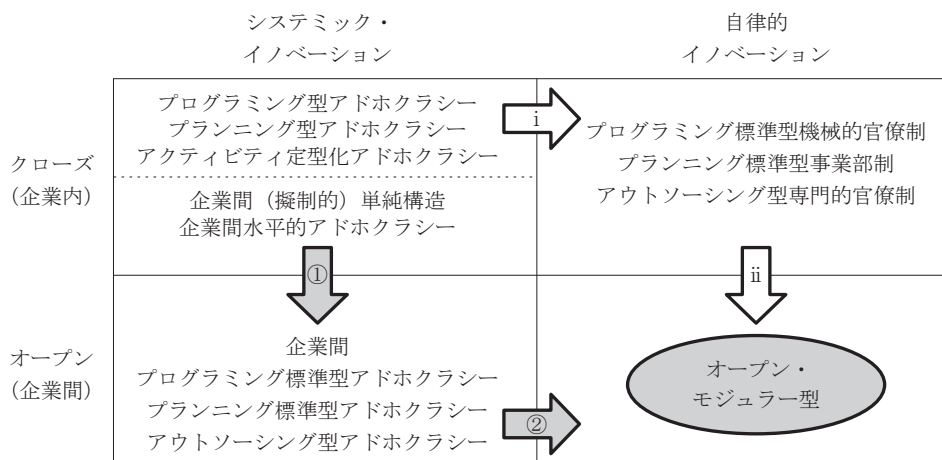 システミック・
イノベーション
自律的
イノベーション
クローズ
（企業内）
プログラミング型アドホクラシー
プランニング型アドホクラシー
アクティビティ定型化アドホクラシー
企業間（擬制的）単純構造
企業間水平的アドホクラシー
ⅰ
プログラミング標準型機械的官僚制
プランニング標準型事業部制
アウトソーシング型専門的官僚制
①
ⅱ
オープン
（企業間）
企業間
プログラミング標準型アドホクラシー
プランニング標準型アドホクラシー
アウトソーシング型アドホクラシー
②
オープン・
モジュラー型